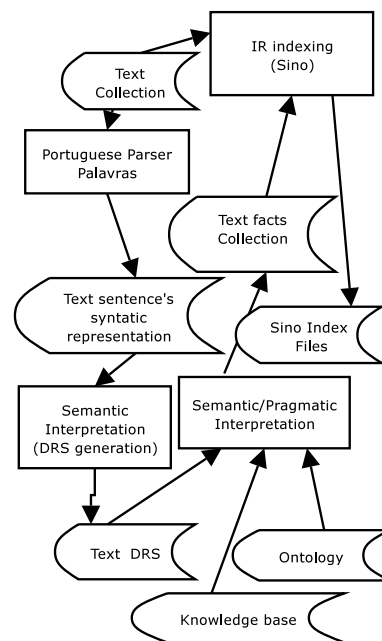 IR indexing
(Sino)
Text
Collection
Portuguese Parser
Palavras
Text facts
Collection
Text sentence's
syntatic
representation
Sino Index
Files
Semantic
Interpretation
(DRS generation)
Semantic/Pragmatic
Interpretation
Text DRS
Ontology
Knowledge base